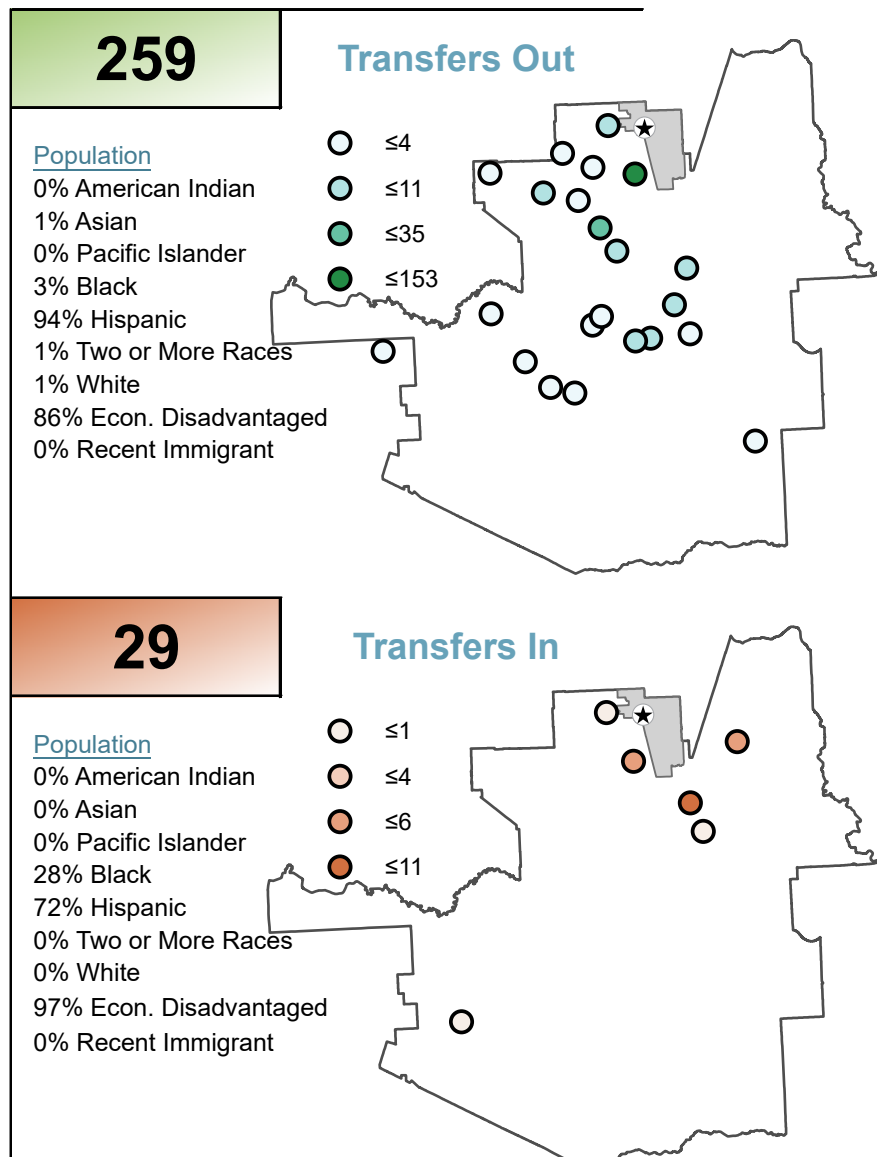 259
Transfers Out
Population
0% American Indian
1% Asian
0% Pacific Islander
3% Black
94% Hispanic
1% Two or More Races
1% White
86% Econ. Disadvantaged
0% Recent Immigrant
≤4
≤11
≤35
≤153
29
Transfers In
Population
0% American Indian
0% Asian
0% Pacific Islander
28% Black
72% Hispanic
0% Two or More Races
0% White
97% Econ. Disadvantaged
0% Recent Immigrant
≤1
≤4
≤6
≤11